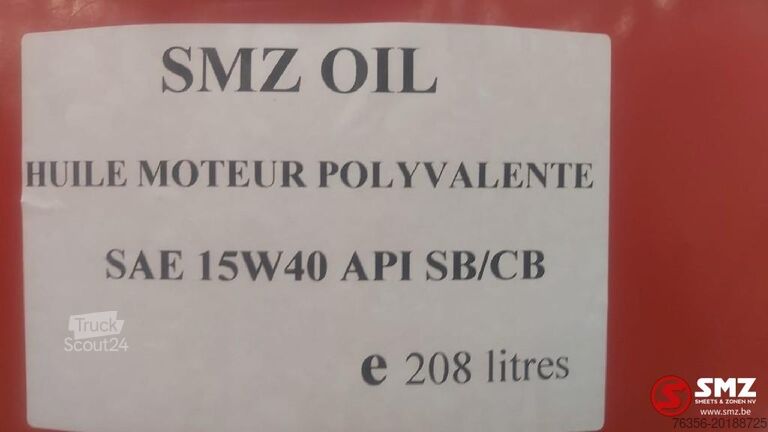 SMZ OIL
HUILE MOTEUR POLYVALENTE
SAE 15W40 API SB/CB
e 208 litres
Truck
Scout24
SMZ
SMEETS & ZONEN NV
www.smz.be
76356-20188725